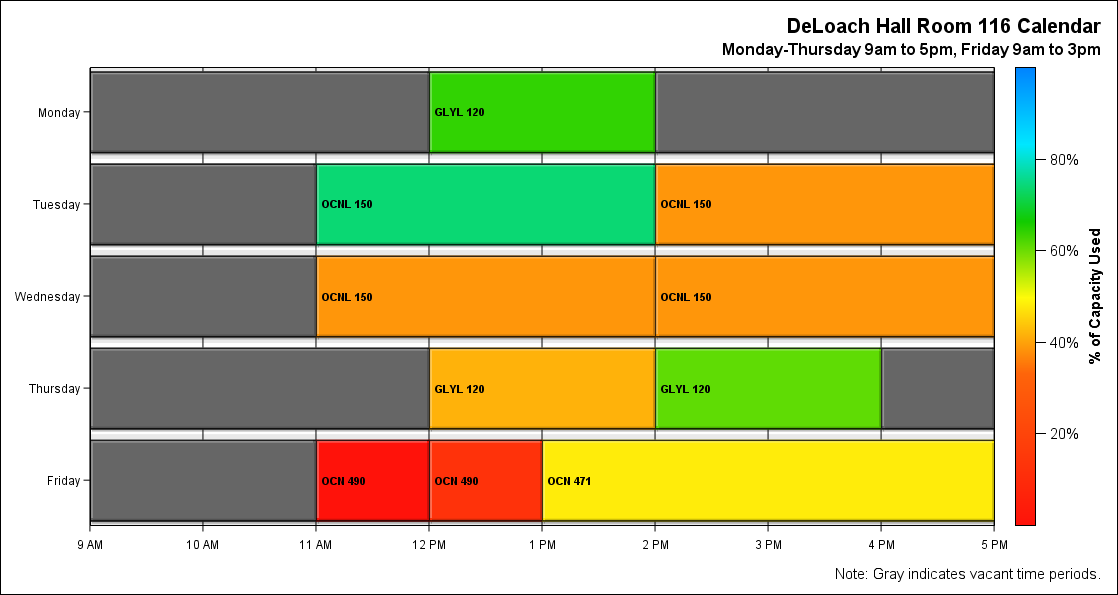 DeLoach Hall Room 116 Calendar
Monday-Thursday 9am to 5pm, Friday 9am to 3pm
Monday
GLYL 120
Tuesday
OCNL 150
OCNL 150
Wednesday
OCNL 150
OCNL 150
Thursday
GLYL 120
GLYL 120
Friday
OCN 490
OCN 490
OCN 471
9 AM
10 AM
11 AM
12 PM
1 PM
2 PM
3 PM
4 PM
5 PM
80%
60%
40%
20%
% of Capacity Used
Note: Gray indicates vacant time periods.